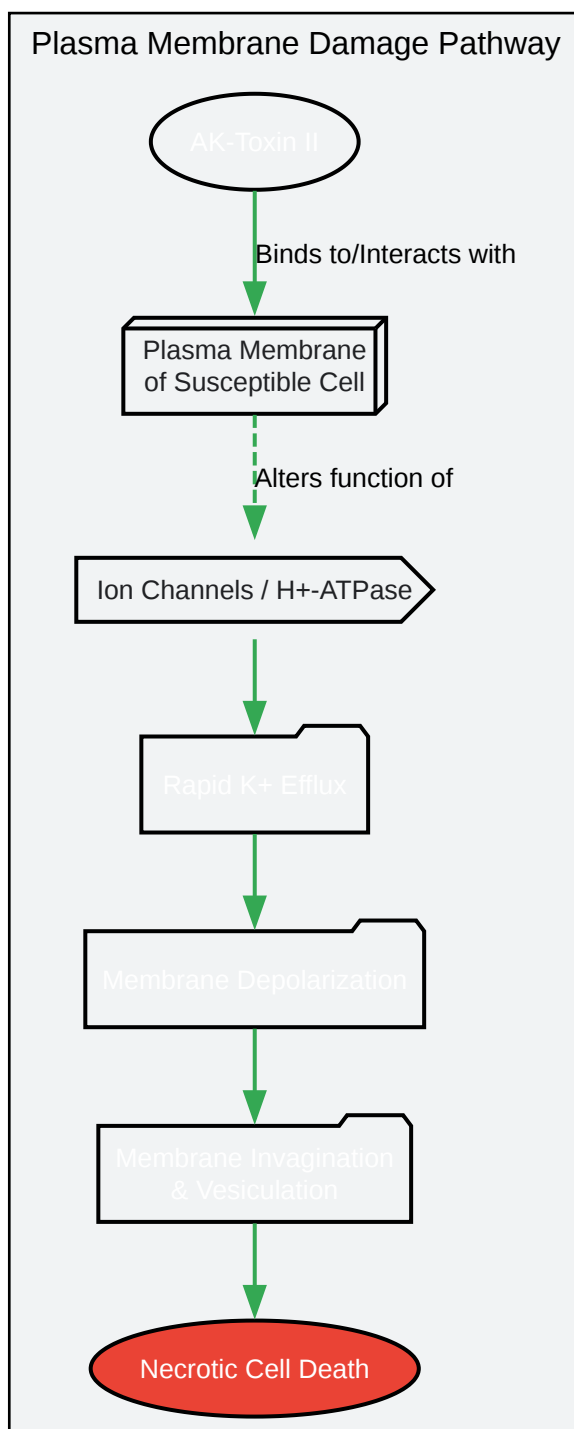 Plasma Membrane Damage Pathway
AK-Toxin II
Binds to/Interacts with
Plasma Membrane
of Susceptible Cell
Alters function of
Ion Channels / H+-ATPase
Rapid K+ Efflux
Membrane Depolarization
Membrane Invagination
& Vesiculation
Necrotic Cell Death